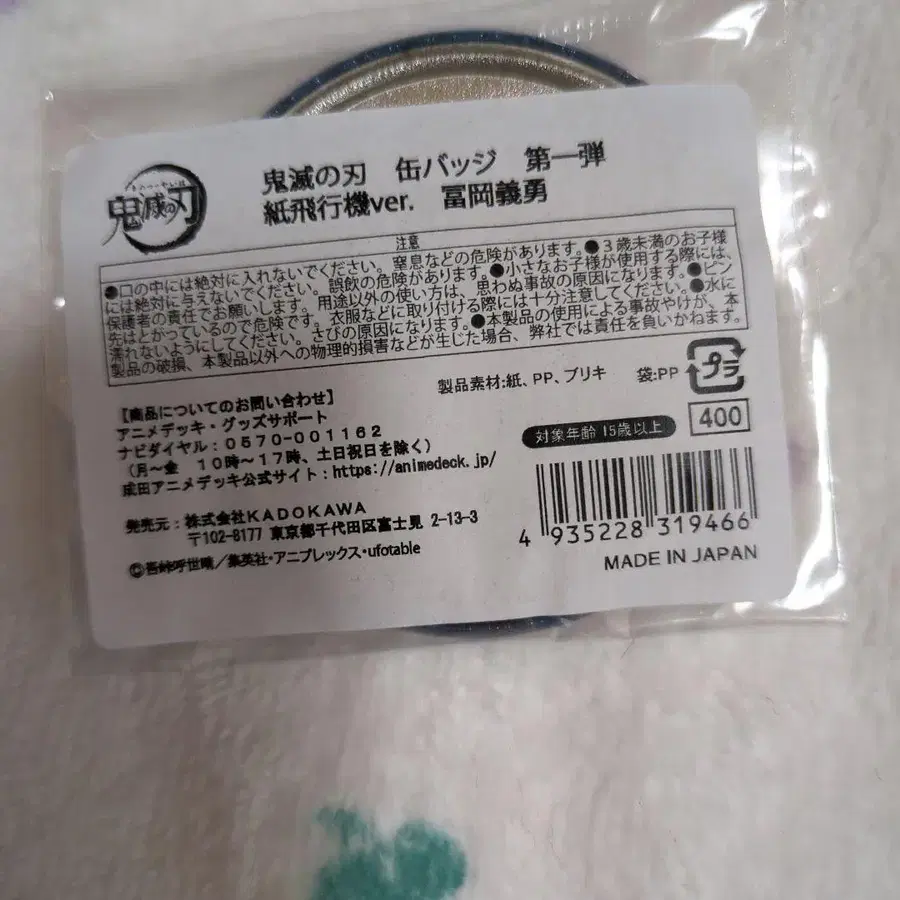 鬼滅の刃
鬼滅の刃　缶バッジ　第一弾
紙飛行機ver.　冨岡義勇
注意
●口の中には絶対に入れないでください。窒息などの危険があります。●３歳未満のお子様
には絶対に与えないでください。誤飲の危険があります。●小さなお子様が使用する際には、
保護者の責任でお願いします。用途以外の使い方は、思わぬ事故の原因になります。●ピン
先はとがっているので危険です。衣服などに取り付ける際には十分注意してください。●水に
濡れないようにしてください。さびの原因になります。●本製品の使用による事故やけが、本
製品の破損、本製品以外への物理的損害などが生じた場合、弊社では責任を負いかねます。
製品素材:紙、PP、ブリキ　袋:PP
プラ
400
対象年齢 15歳以上
【商品についてのお問い合わせ】
アニメデッキ・グッズサポート
ナビダイヤル：０５７０-００１１６２
（月～金　１０時～１７時、土日祝日を除く）
成田アニメデッキ公式サイト：https://animedeck.jp/
発売元：株式会社ＫＡＤＯＫＡＷＡ
〒102-8177 東京都千代田区富士見 2-13-3
©吾峠呼世晴／集英社・アニプレックス・ufotable
4 935228 319466
MADE IN JAPAN